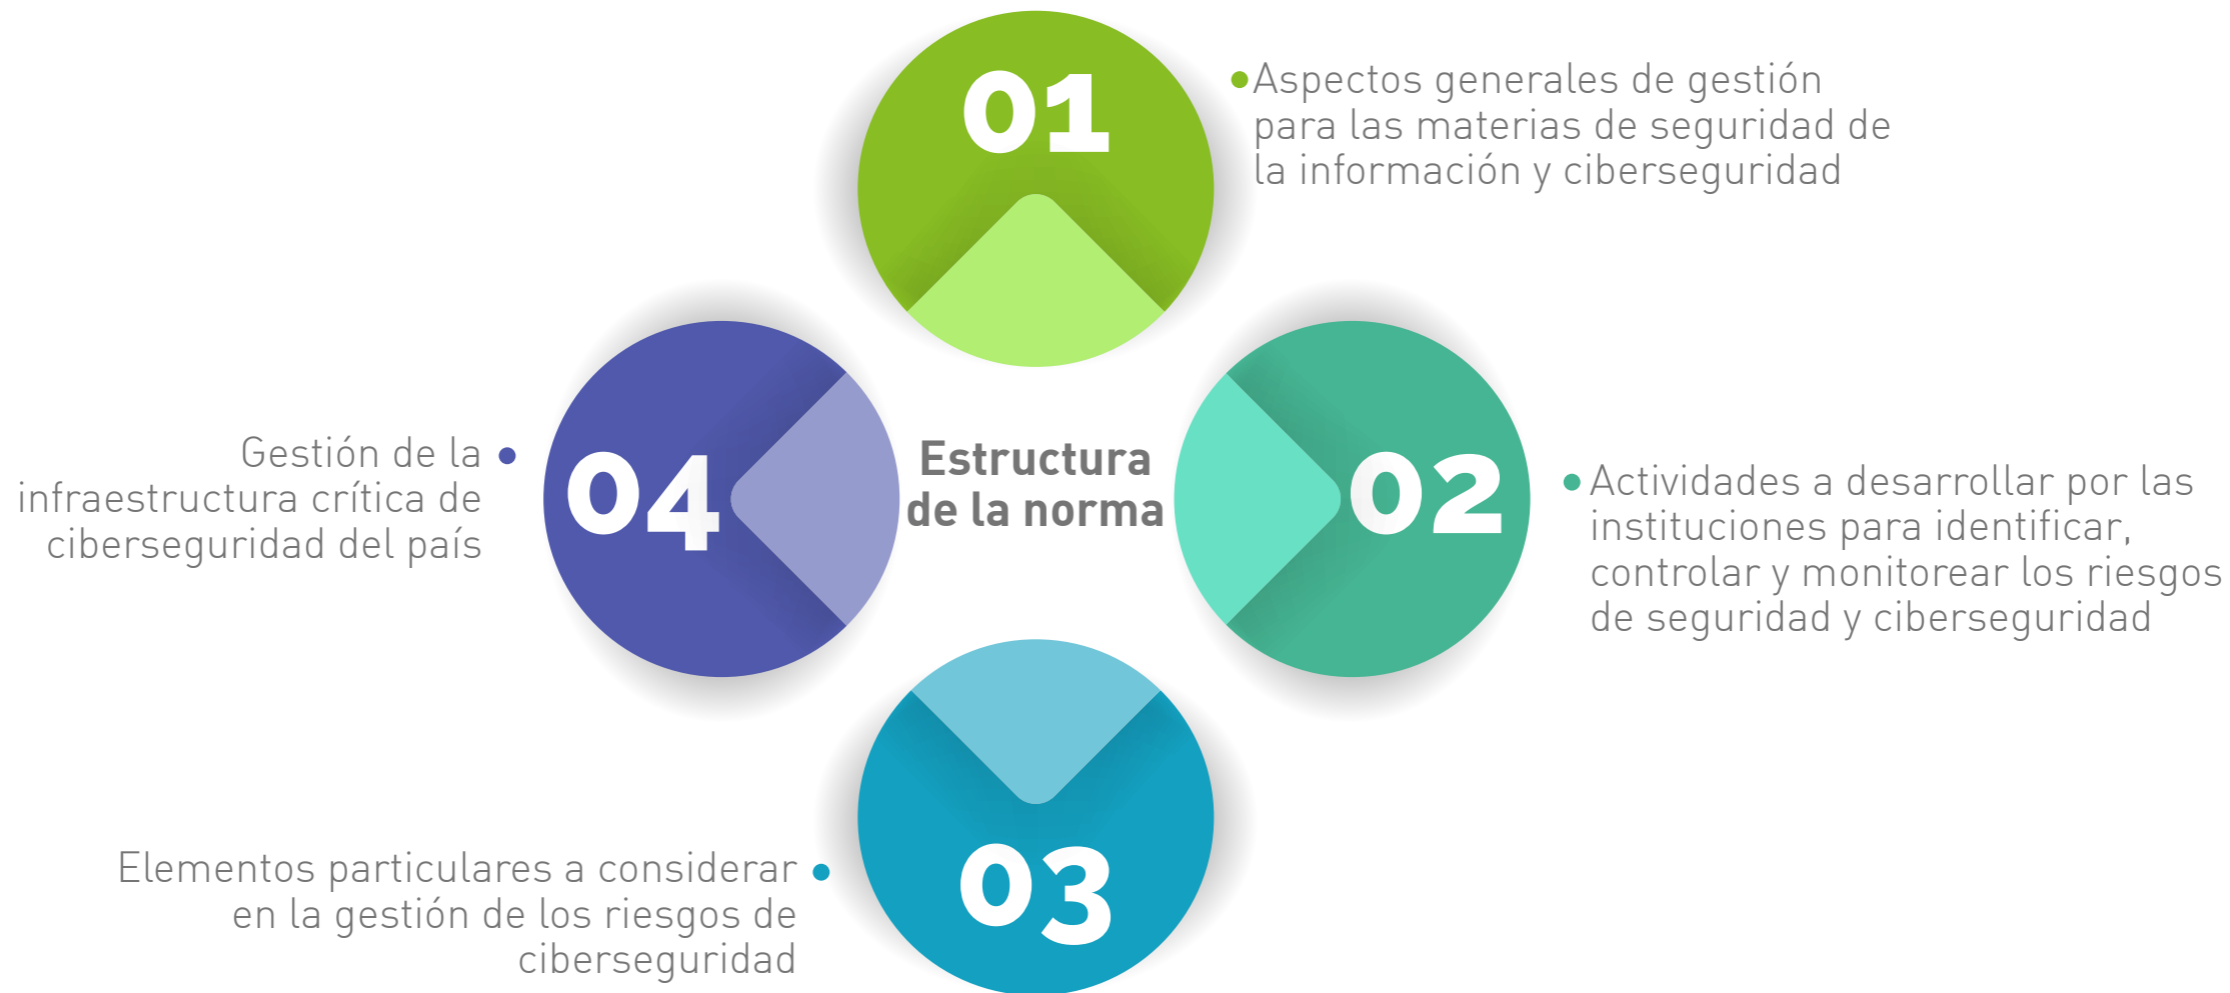 01
Aspectos generales de gestión
para las materias de seguridad de
la información y ciberseguridad
Estructura
de la norma
02
Actividades a desarrollar por las
instituciones para identificar,
controlar y monitorear los riesgos
de seguridad y ciberseguridad
03
Elementos particulares a considerar
en la gestión de los riesgos de
ciberseguridad
04
Gestión de la
infraestructura crítica de
ciberseguridad del país